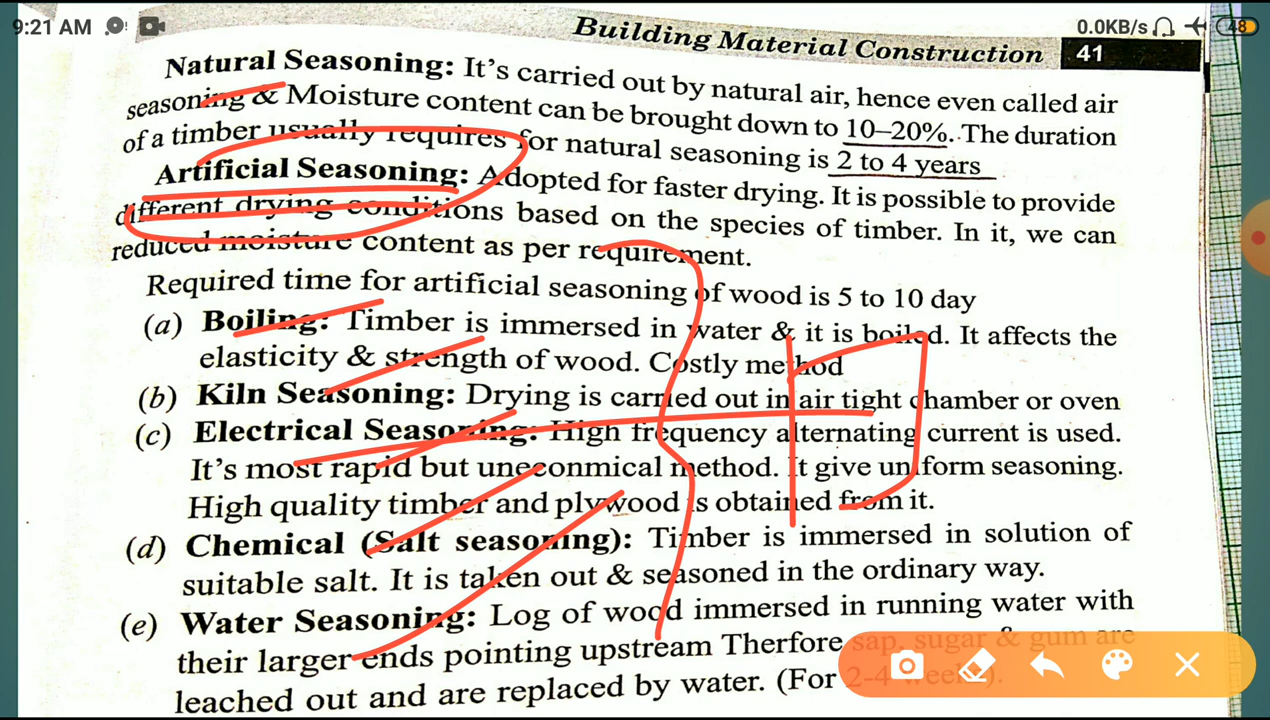 9:21 AM
0.0KB/s
48
Building Material Construction
41
Natural Seasoning: It's carried out by natural air, hence even called air
seasoning & Moisture content can be brought down to 10–20%. The duration
of a timber usually requires for natural seasoning is 2 to 4 years
Artificial Seasoning: Adopted for faster drying. It is possible to provide
different drying conditions based on the species of timber. In it, we can
reduced moisture content as per requirement.
Required time for artificial seasoning of wood is 5 to 10 day
(a) Boiling: Timber is immersed in water & it is boiled. It affects the
elasticity & strength of wood. Costly method
(b) Kiln Seasoning: Drying is carried out in air tight chamber or oven
(c) Electrical Seasoning: High frequency alternating current is used.
It's most rapid but uneconmical method. It give uniform seasoning.
High quality timber and plywood is obtained from it.
(d) Chemical (Salt seasoning): Timber is immersed in solution of
suitable salt. It is taken out & seasoned in the ordinary way.
(e) Water Seasoning: Log of wood immersed in running water with
their larger ends pointing upstream Therfore sap, sugar & gum are
leached out and are replaced by water. (For 2-4 week).